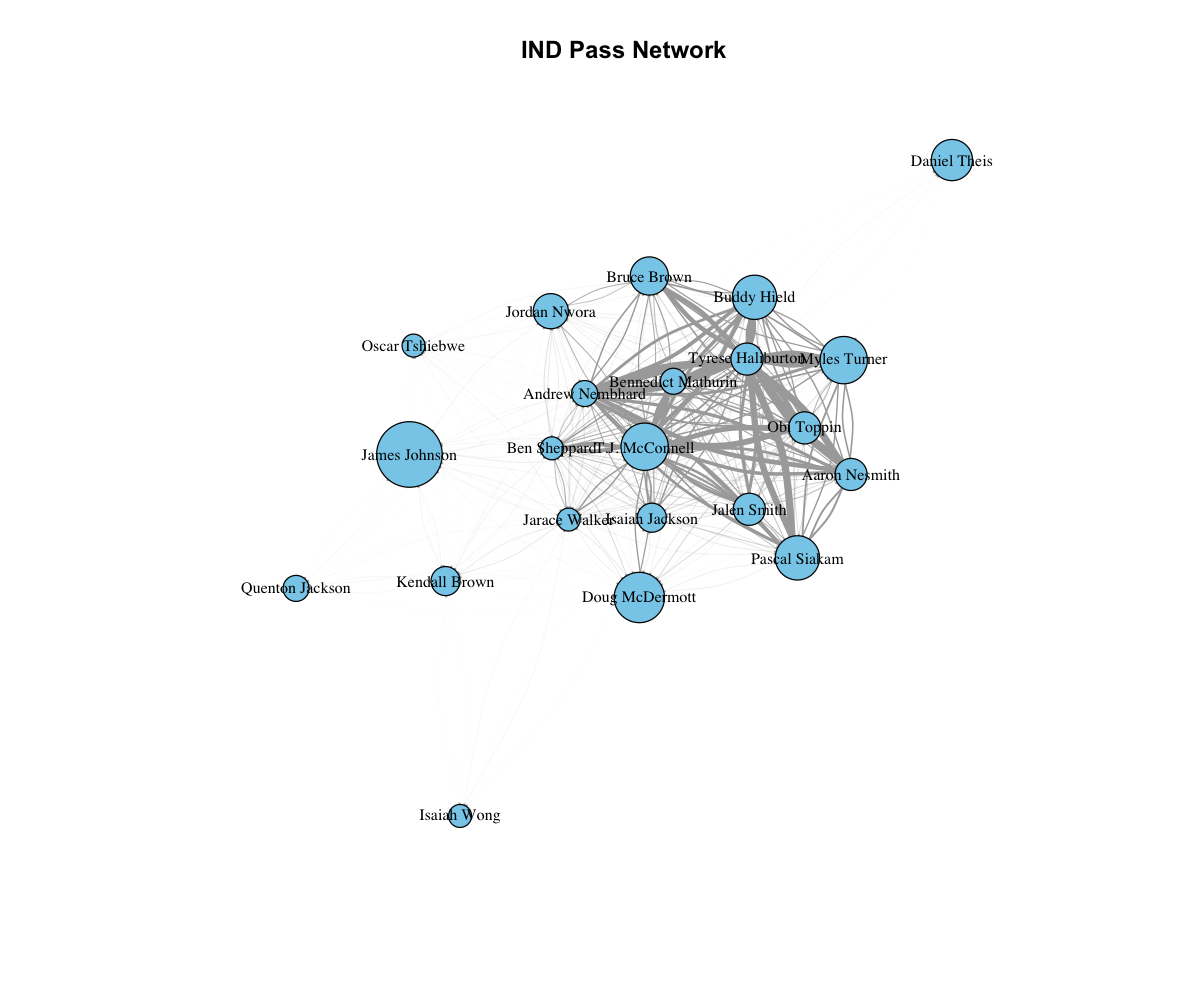 IND Pass Network
Daniel Theis
Bruce Brown
Buddy Hield
Jordan Nwora
Oscar Tshiebwe
Tyrese Haliburton
Myles Turner
Bennedict Mathurin
Andrew Nembhard
Obi Toppin
Ben Sheppard
T.J. McConnell
James Johnson
Aaron Nesmith
Jalen Smith
Jarace Walker
Isaiah Jackson
Pascal Siakam
Kendall Brown
Quenton Jackson
Doug McDermott
Isaiah Wong